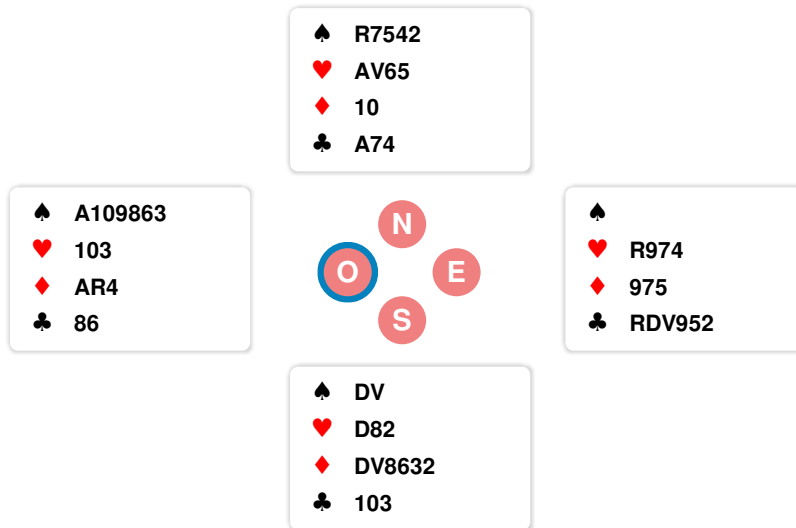 ♠ R7542
♥ AV65
♦ 10
♣ A74
♠ A109863
♥ 103
♦ AR4
♣ 86
N
O
E
S
♠
♥ R974
♦ 975
♣ RDV952
♠ DV
♥ D82
♦ DV8632
♣ 103